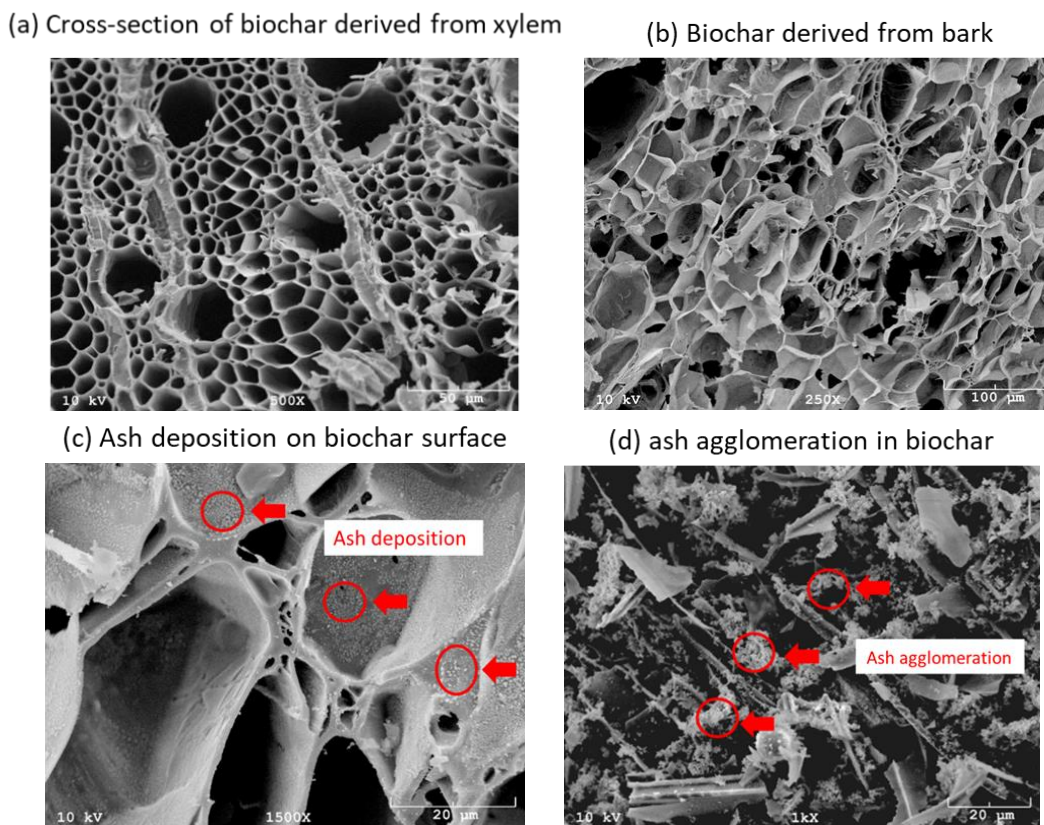 (a) Cross-section of biochar derived from xylem
(b) Biochar derived from bark
10 kV 500X 50 μm
10 kV 250X 100 μm
(c) Ash deposition on biochar surface
(d) ash agglomeration in biochar
Ash deposition
Ash agglomeration
10 kV 1500X 20 μm
10 kV 1kX 20 μm